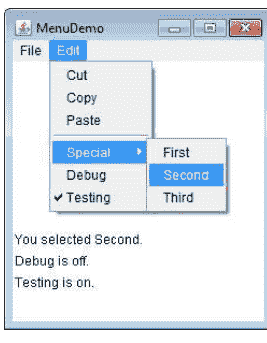 MenuDemo
File Edit
Cut
Copy
Paste
Special
Debug
Testing
First
Second
Third
You selected Second.
Debug is off.
Testing is on.